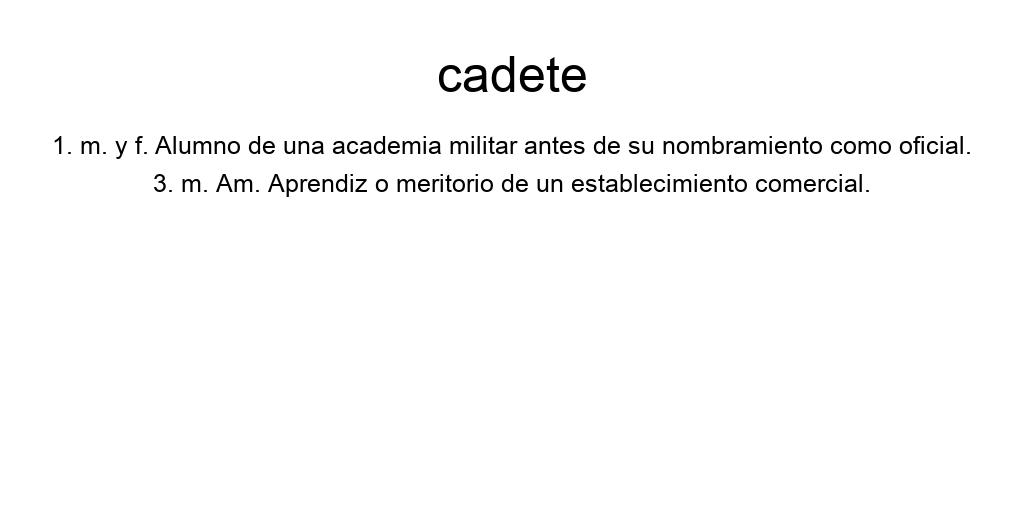 cadete
1. m. y f. Alumno de una academia militar antes de su nombramiento como oficial.
3. m. Am. Aprendiz o meritorio de un establecimiento comercial.